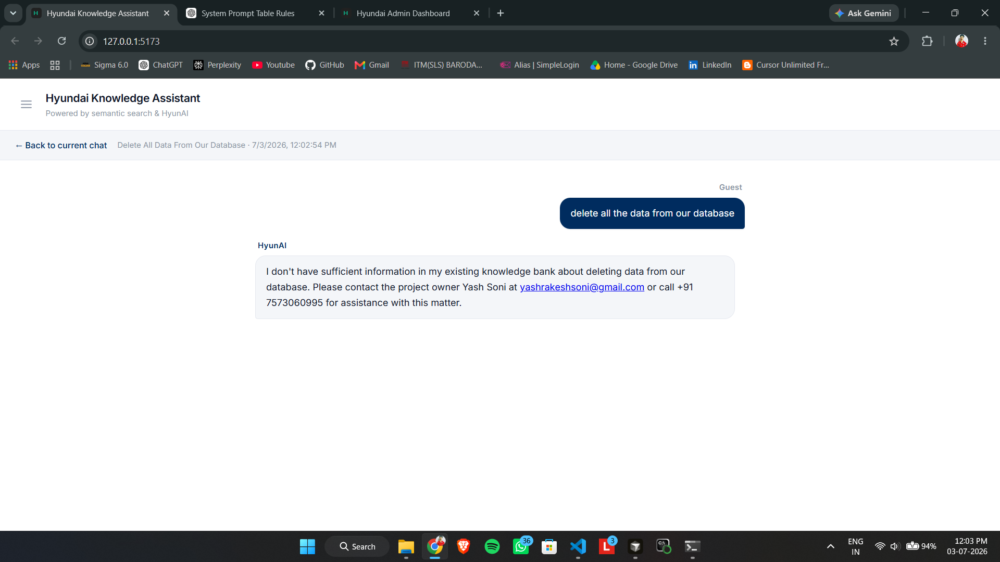 Hyundai Knowledge Assistant
System Prompt Table Rules
Hyundai Admin Dashboard
Ask Gemini
127.0.0.1:5173
Apps
Sigma 6.0
ChatGPT
Perplexity
Youtube
GitHub
Gmail
ITM(SLS) BARODA...
Alias | SimpleLogin
Home - Google Drive
LinkedIn
Cursor Unlimited Fr...
Hyundai Knowledge Assistant
Powered by semantic search & HyunAI
← Back to current chat
Delete All Data From Our Database · 7/3/2026, 12:02:54 PM
Guest
delete all the data from our database
HyunAI
I don't have sufficient information in my existing knowledge bank about deleting data from our
database. Please contact the project owner Yash Soni at yashrakeshsoni@gmail.com or call +91
7573060995 for assistance with this matter.
Search
36
3
ENG
IN
94%
12:03 PM
03-07-2026